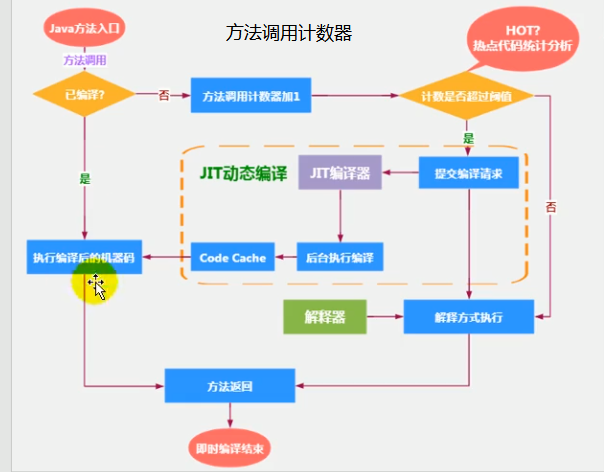 方法调用计数器
HOT?
热点代码统计分析
Java方法入口
方法调用
已编译?
否
方法调用计数器加1
计数是否超过阈值
是
是
否
JIT动态编译
JIT编译器
提交编译请求
执行编译后的机器码
Code Cache
后台执行编译
解释器
解释方式执行
方法返回
即时编译结束